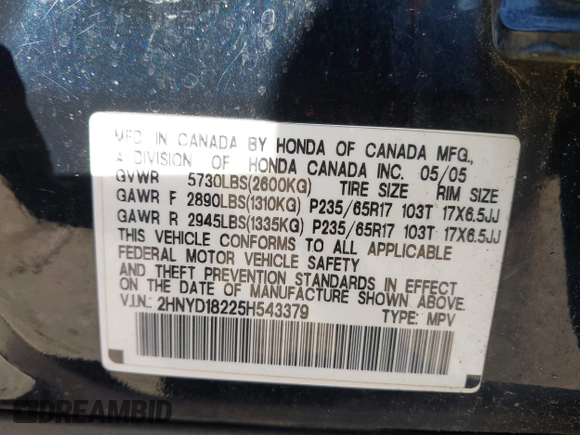 MFD IN CANADA BY HONDA OF CANADA MFG.,
A DIVISION OF HONDA CANADA INC. 05/05
GVWR 5730LBS(2600KG) TIRE SIZE RIM SIZE
GAWR F 2890LBS(1310KG) P235/65R17 103T 17X6.5JJ
GAWR R 2945LBS(1335KG) P235/65R17 103T 17X6.5JJ
THIS VEHICLE CONFORMS TO ALL APPLICABLE
FEDERAL MOTOR VEHICLE SAFETY
AND THEFT PREVENTION STANDARDS IN EFFECT
ON THE DATE OF MANUFACTURE SHOWN ABOVE.
V.I.N.: 2HNYD18225H543379 TYPE: MPV
DREAMBID